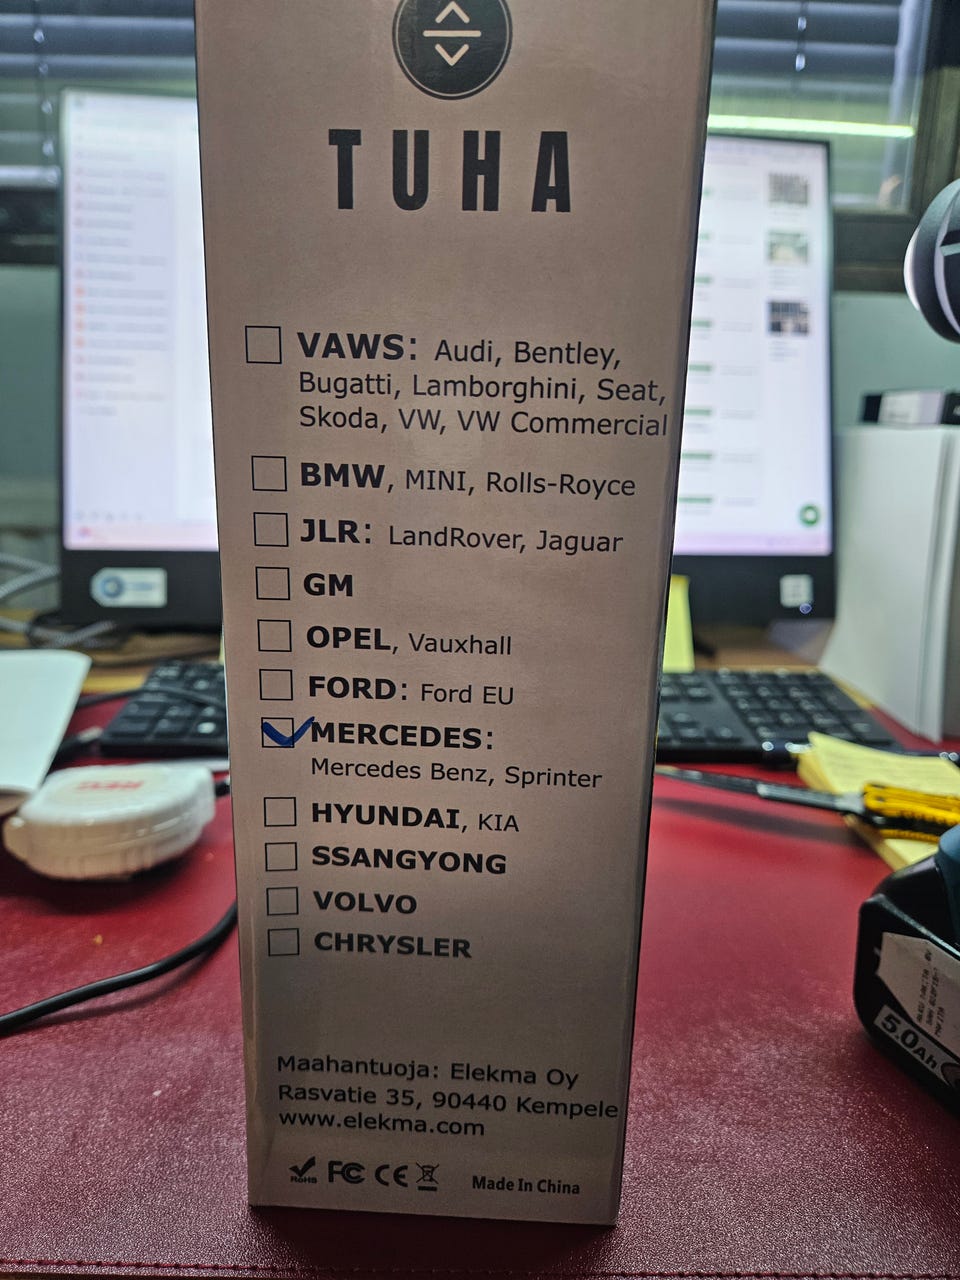 TUHA
VAWS: Audi, Bentley,
Bugatti, Lamborghini, Seat,
Skoda, VW, VW Commercial
BMW, MINI, Rolls-Royce
JLR: LandRover, Jaguar
GM
OPEL, Vauxhall
FORD: Ford EU
MERCEDES:
Mercedes Benz, Sprinter
HYUNDAI, KIA
SSANGYONG
VOLVO
CHRYSLER
Maahantuoja: Elekma Oy
Rasvatie 35, 90440 Kempele
www.elekma.com
RoHS FC CE Made In China
5.0Ah